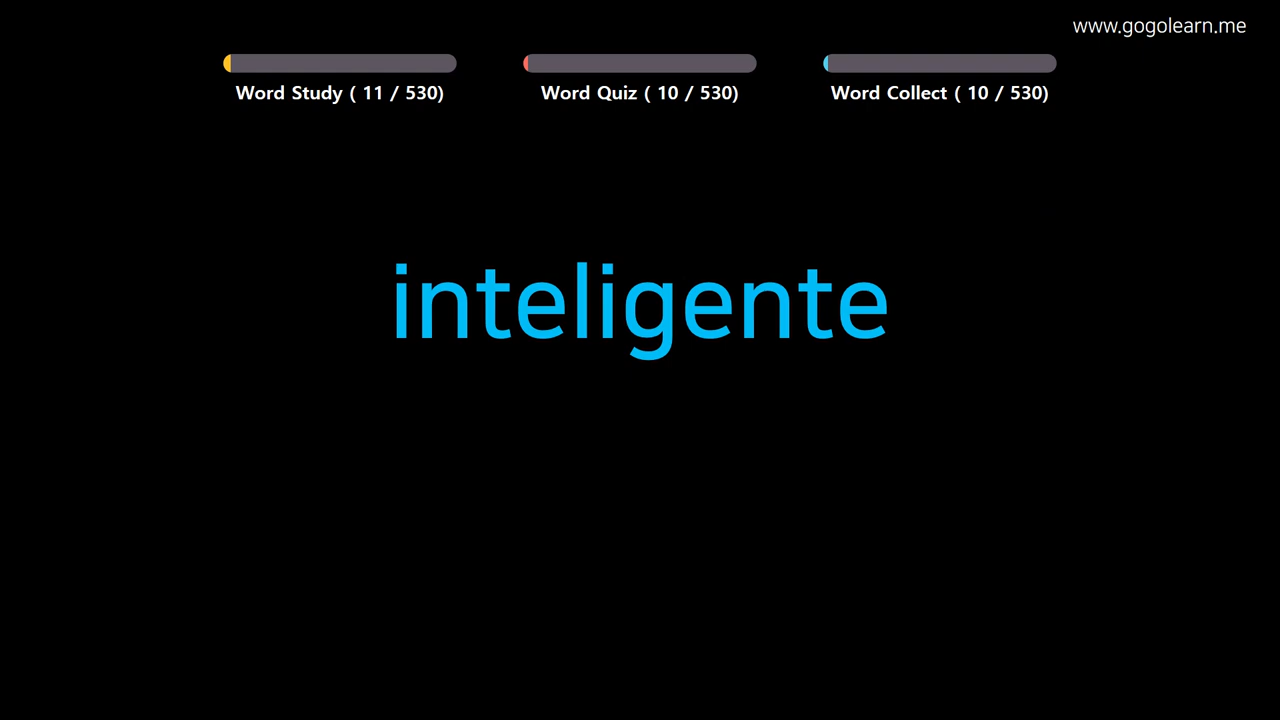 www.gogolearn.me
Word Study ( 11 / 530)
Word Quiz ( 10 / 530)
Word Collect ( 10 / 530)
inteligente